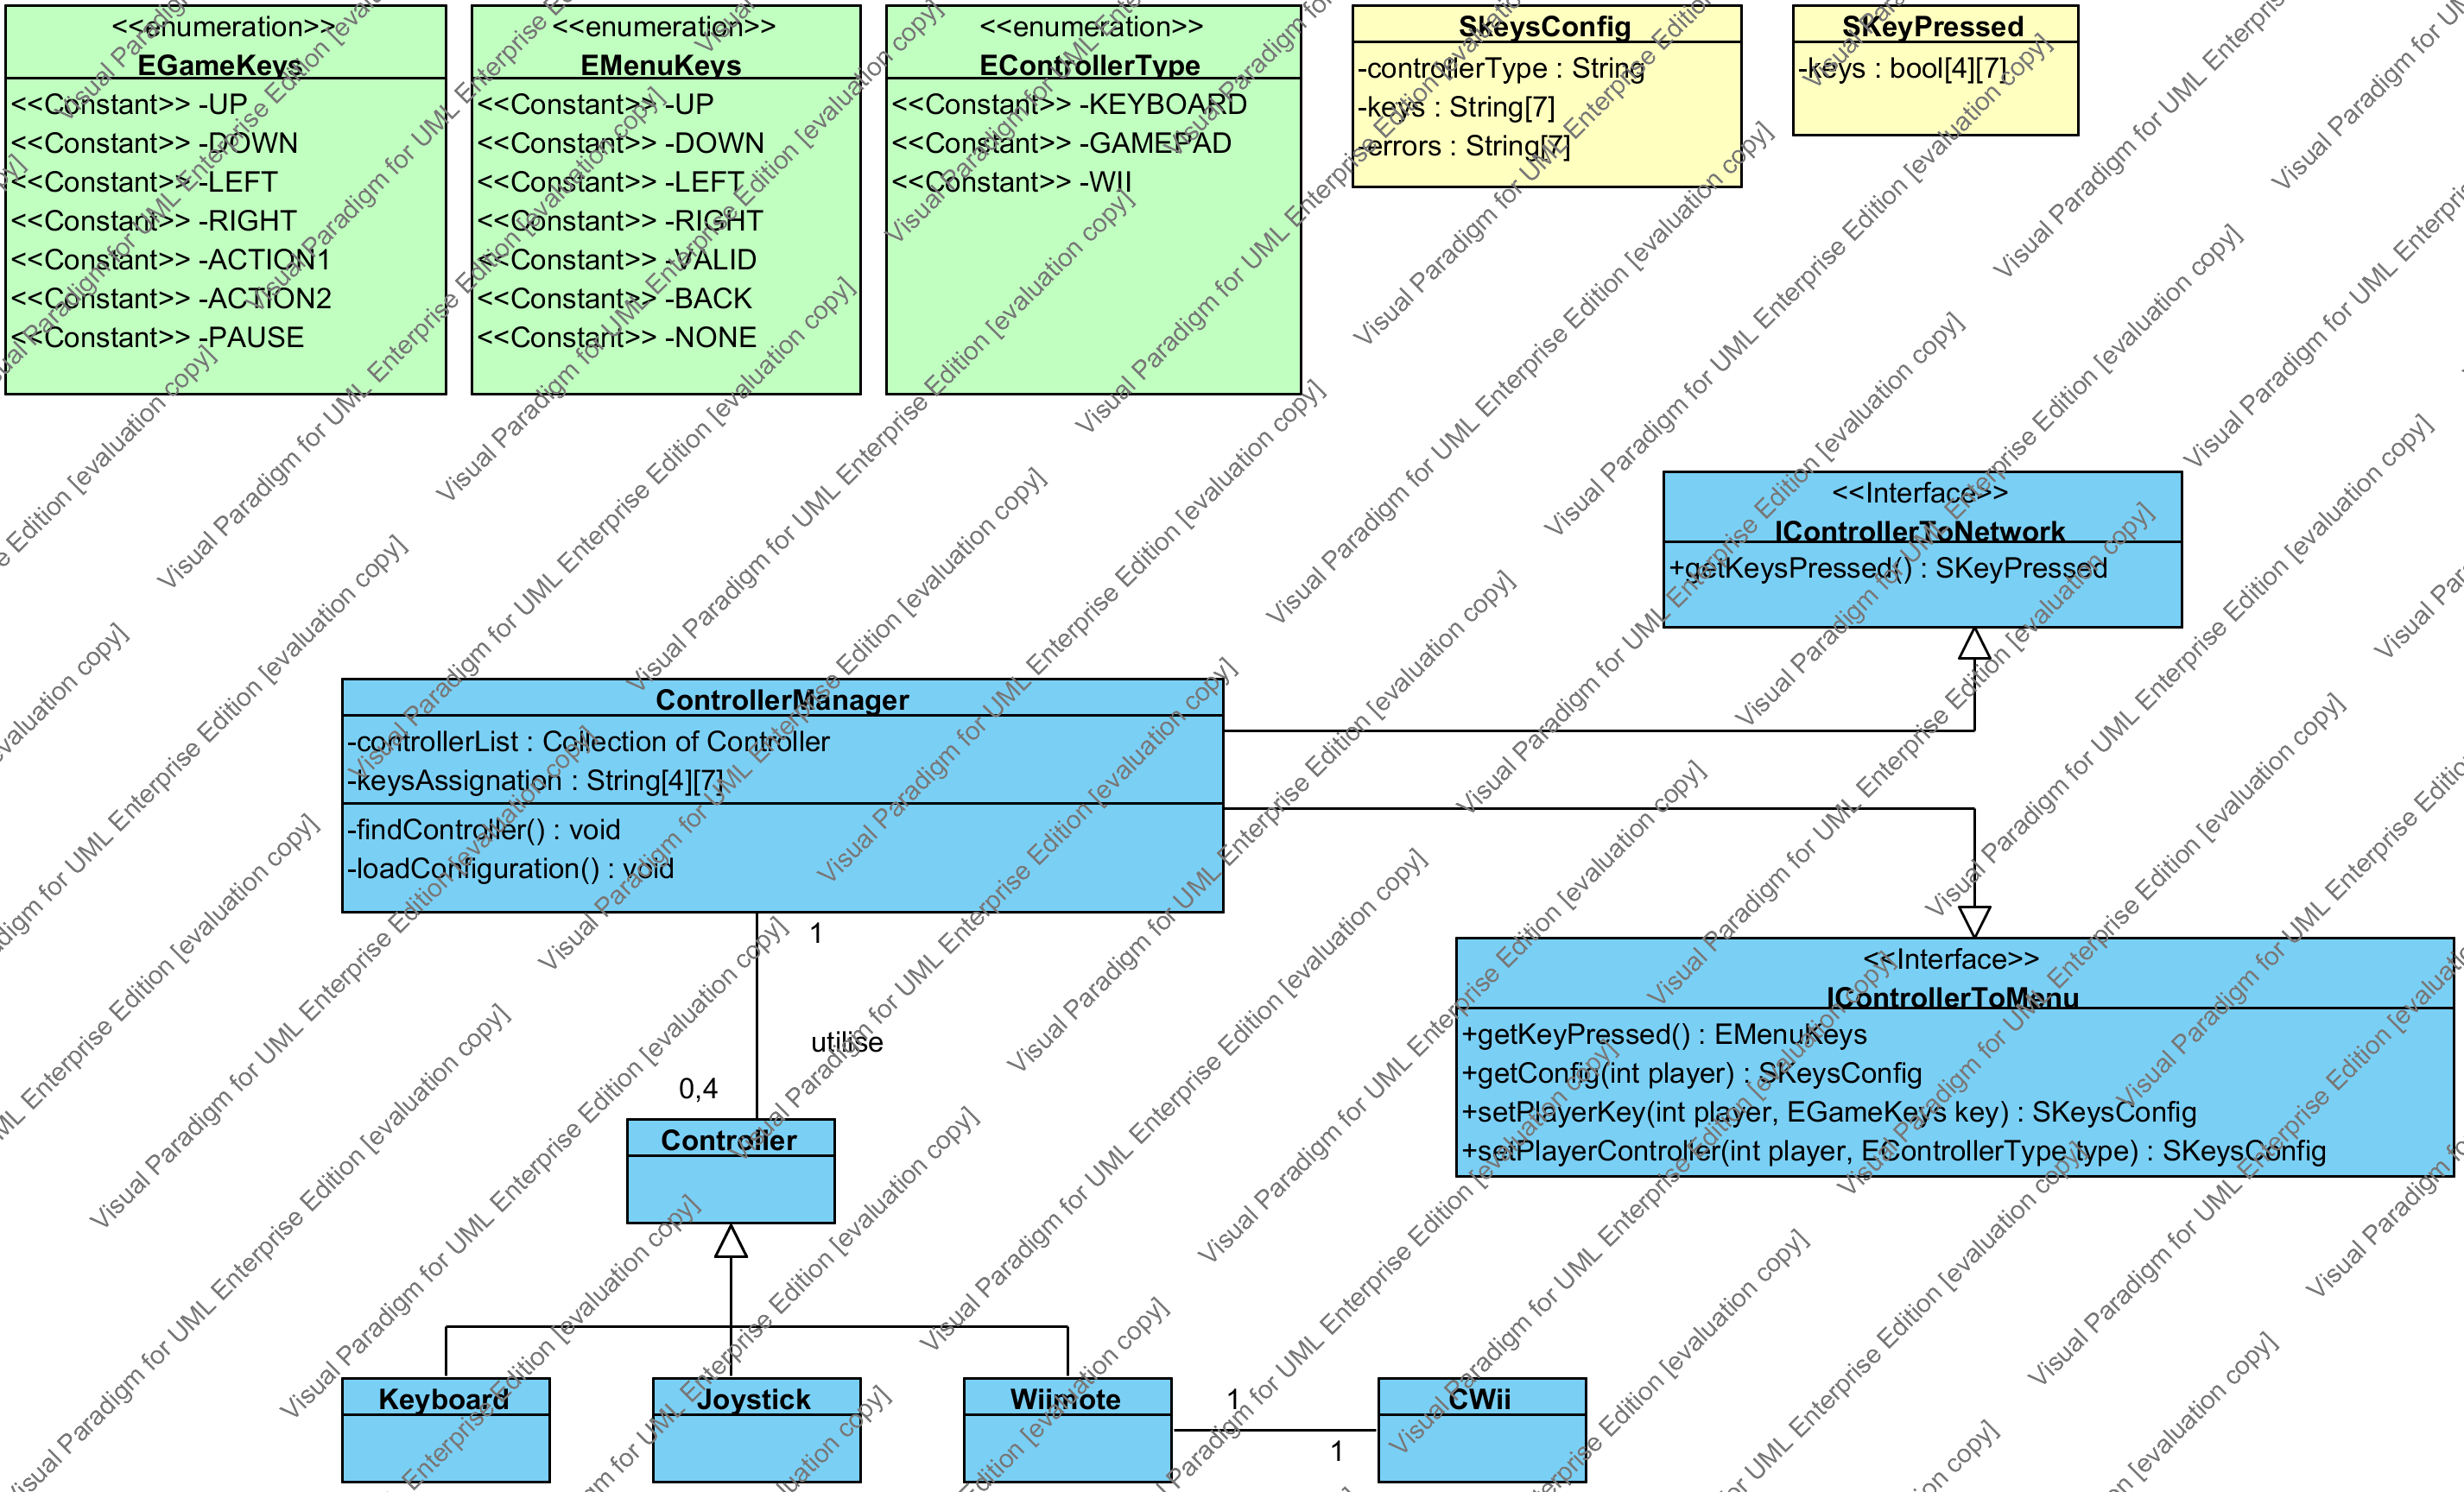 <<enumeration>>
EGameKeys
<<Constant>> -UP
<<Constant>> -DOWN
<<Constant>> -LEFT
<<Constant>> -RIGHT
<<Constant>> -ACTION1
<<Constant>> -ACTION2
<<Constant>> -PAUSE
<<enumeration>>
EMenuKeys
<<Constant>> -UP
<<Constant>> -DOWN
<<Constant>> -LEFT
<<Constant>> -RIGHT
<<Constant>> -VALID
<<Constant>> -BACK
<<Constant>> -NONE
<<enumeration>>
EControllerType
<<Constant>> -KEYBOARD
<<Constant>> -GAMEPAD
<<Constant>> -WII
SKeysConfig
-controllerType : String
-keys : String[7]
-errors : String[7]
SKeyPressed
-keys : bool[4][7]
<<Interface>>
IControllerToNetwork
+getKeysPressed() : SKeyPressed
ControllerManager
-controllerList : Collection of Controller
-keysAssignation : String[4][7]
-findController() : void
-loadConfiguration() : void
1
utilise
0,4
<<Interface>>
IControllerToMenu
+getKeyPressed() : EMenuKeys
+getConfig(int player) : SKeysConfig
+setPlayerKey(int player, EGameKeys key) : SKeysConfig
+setPlayerController(int player, EControllerType type) : SKeysConfig
Controller
Keyboard
Joystick
Wiimote
1
1
CWii
Visual Paradigm for UML Enterprise Edition [evaluation copy]